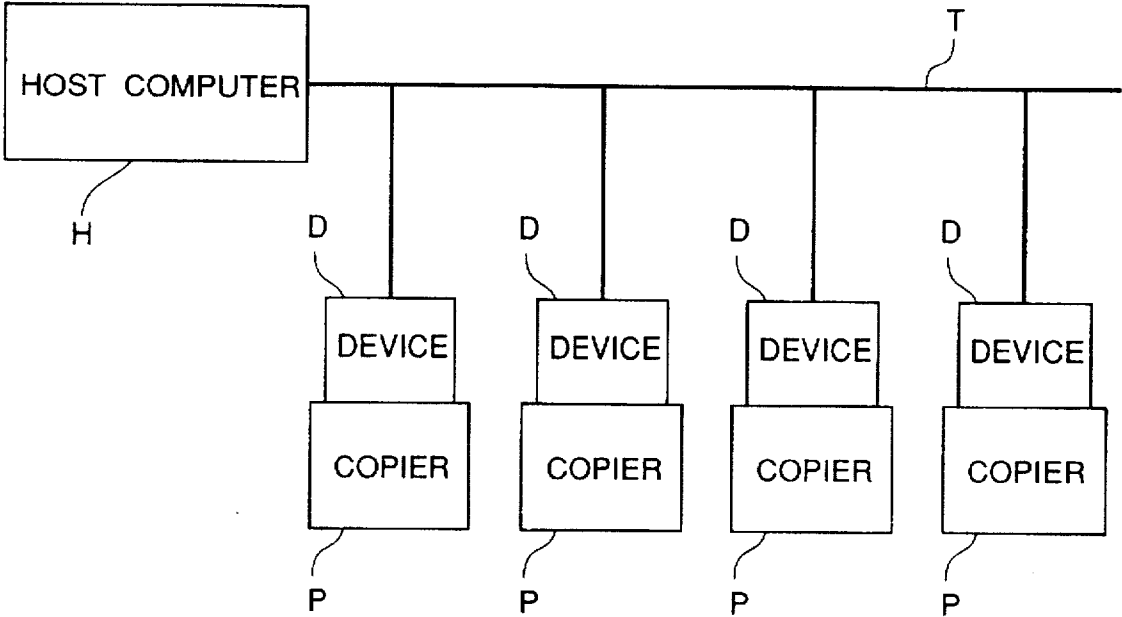 T
HOST COMPUTER
H
D D D D
DEVICE DEVICE DEVICE DEVICE
COPIER COPIER COPIER COPIER
P P P P